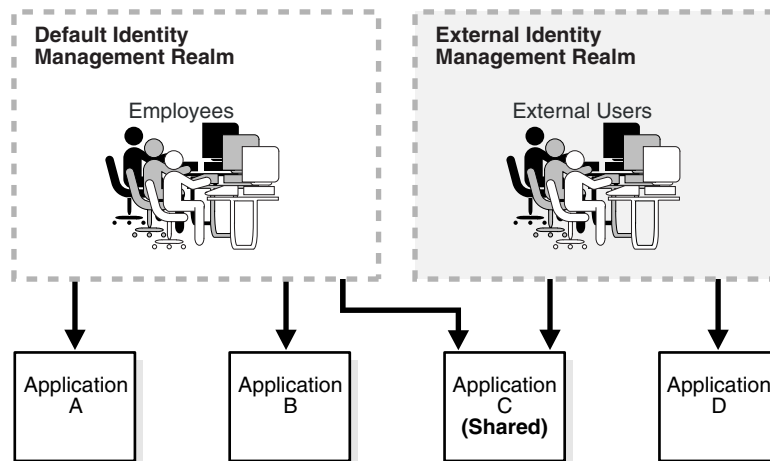 Default Identity
Management Realm
Employees
External Identity
Management Realm
External Users
Application
A
Application
B
Application
C
(Shared)
Application
D